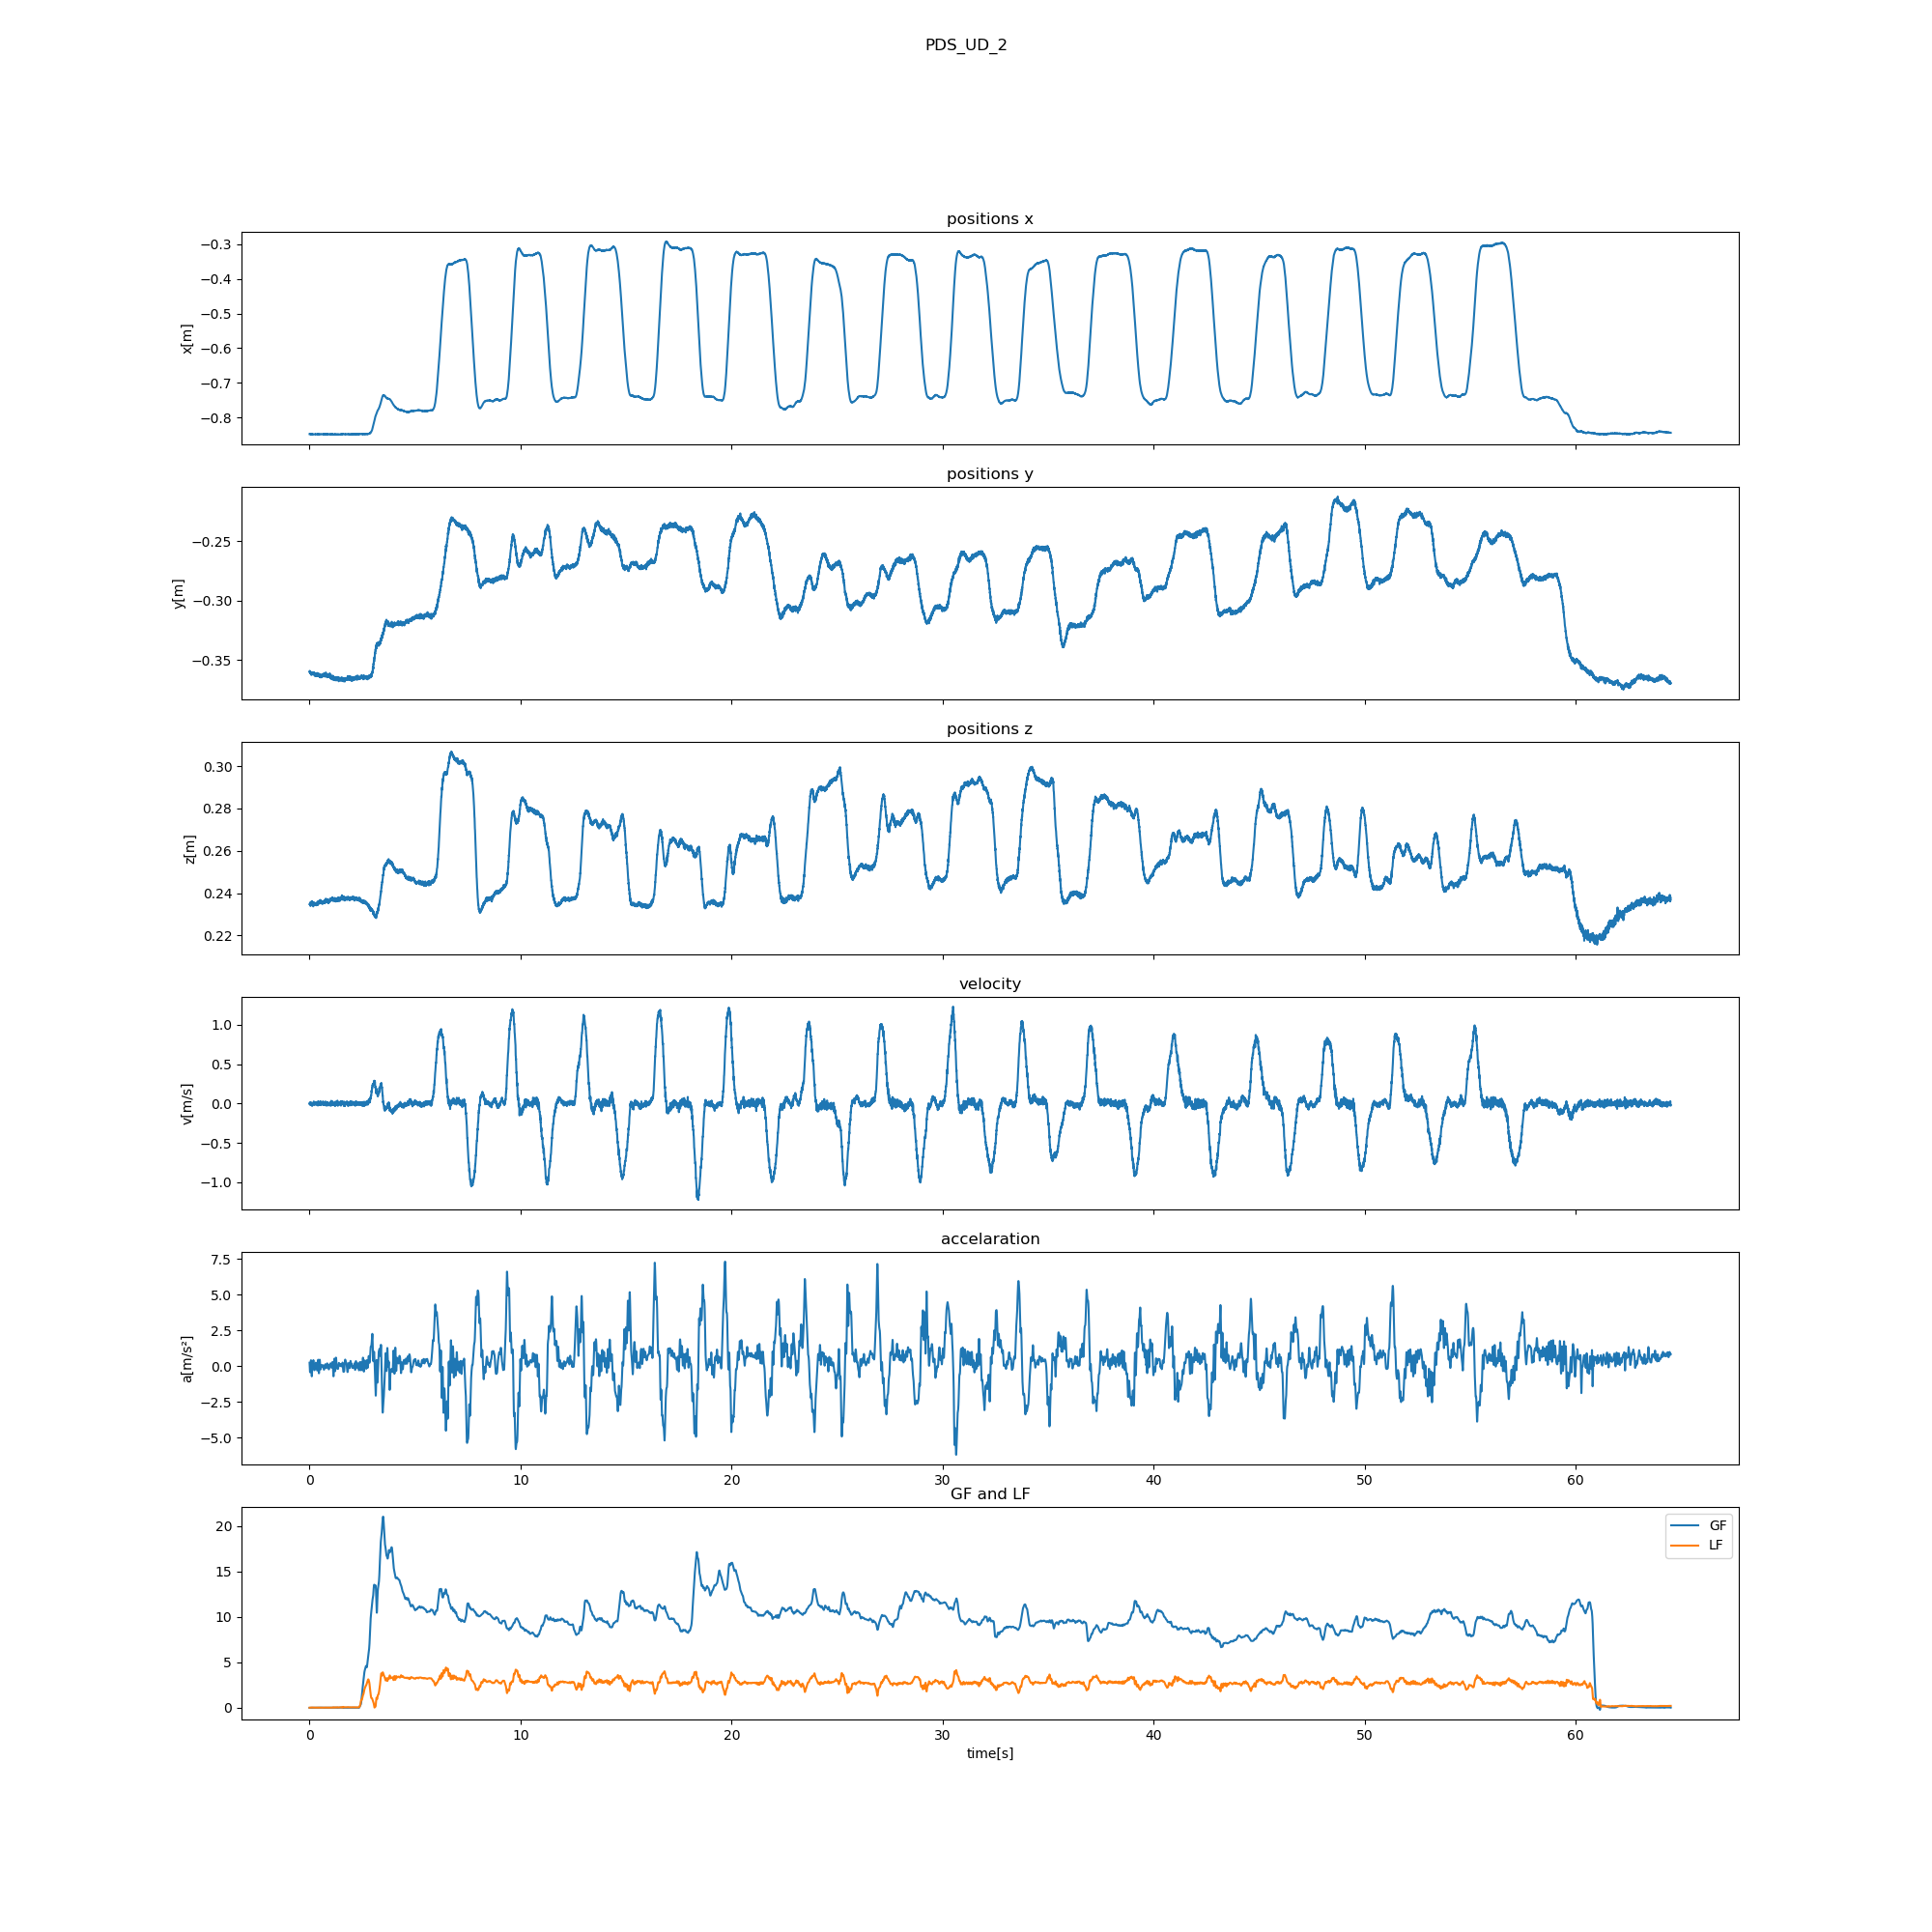 PDS_UD_2
positions x
−0.3
−0.4
−0.5
−0.6
−0.7
−0.8
x[m]
positions y
−0.25
−0.30
−0.35
y[m]
positions z
0.30
0.28
0.26
0.24
0.22
z[m]
velocity
1.0
0.5
0.0
−0.5
−1.0
v[m/s]
accelaration
7.5
5.0
2.5
0.0
−2.5
−5.0
a[m/s²]
0 10 20 30 40 50 60
GF and LF
20
15
10
5
0
GF
LF
0 10 20 30 40 50 60
time[s]